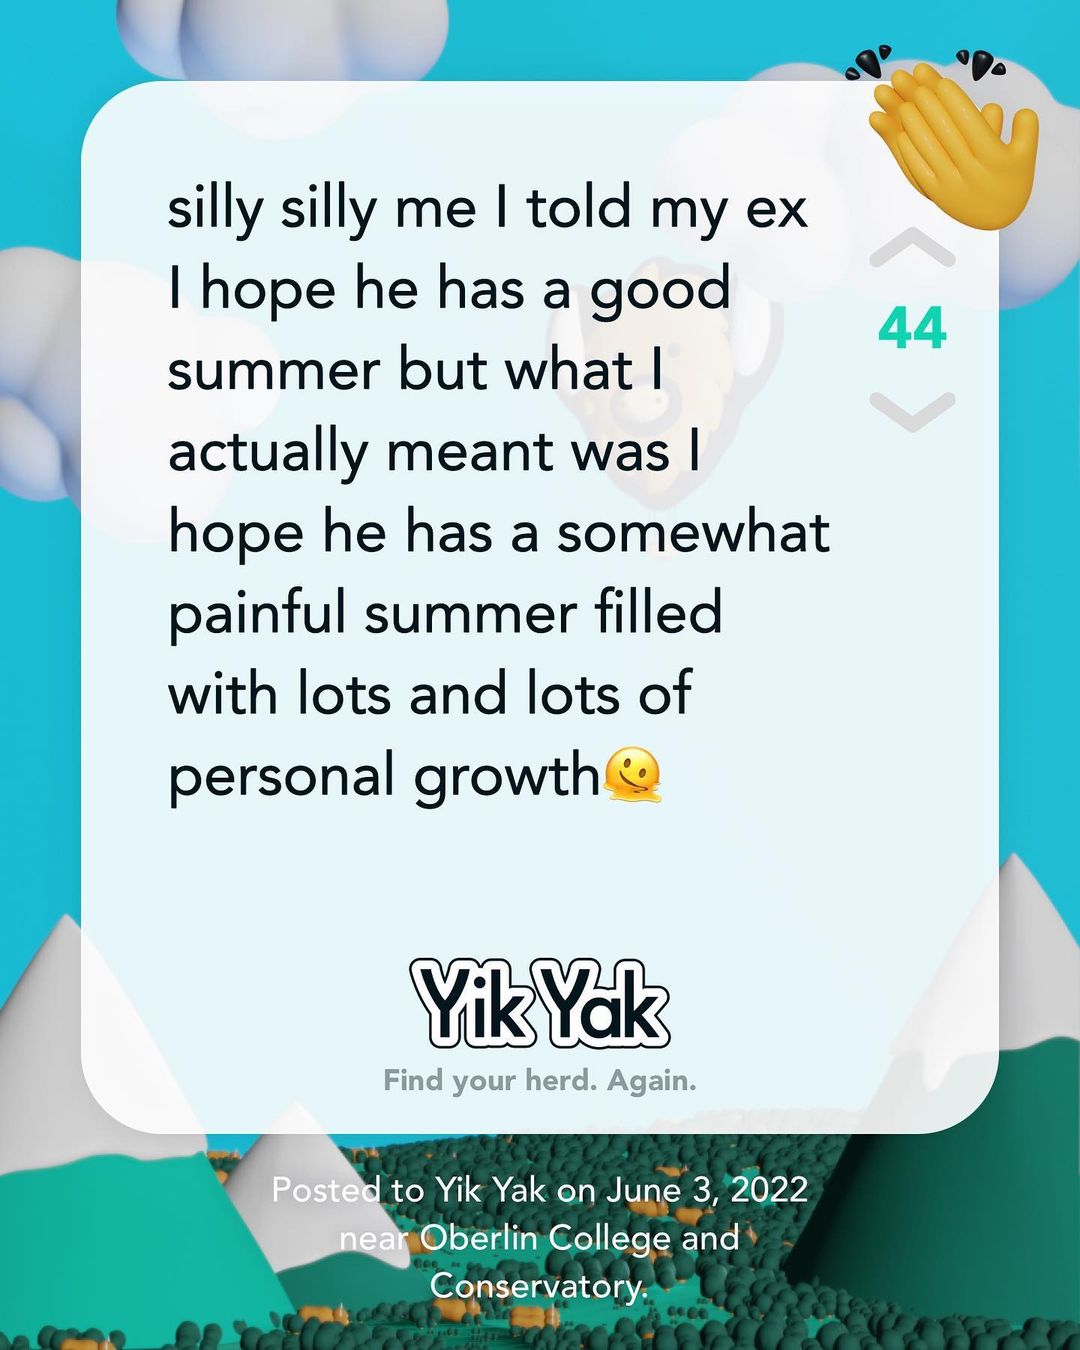 silly silly me I told my ex
I hope he has a good
summer but what I
actually meant was I
hope he has a somewhat
painful summer filled
with lots and lots of
personal growth🫠
44
Yik Yak
Find your herd. Again.
Posted to Yik Yak on June 3, 2022
near Oberlin College and
Conservatory.